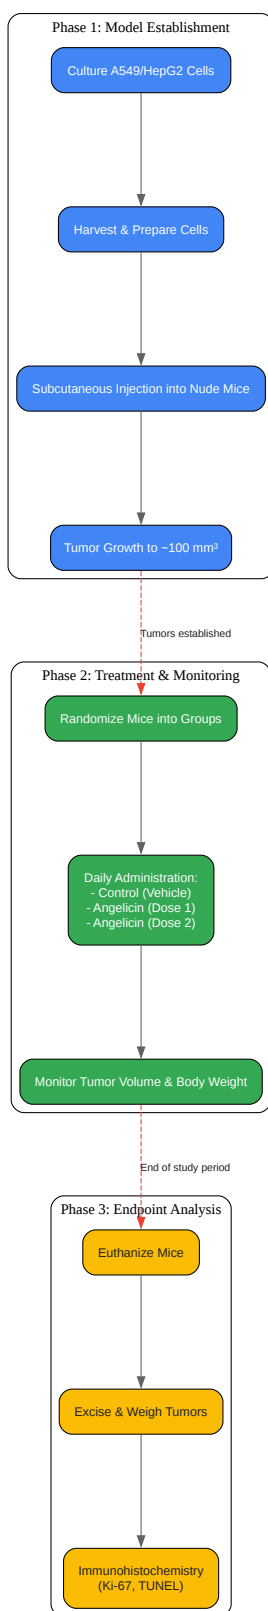 Phase 1: Model Establishment
Culture A549/HepG2 Cells
Harvest & Prepare Cells
Subcutaneous Injection into Nude Mice
Tumor Growth to ~100 mm³
Tumors established
Phase 2: Treatment & Monitoring
Randomize Mice into Groups
Daily Administration:
- Control (Vehicle)
- Angelicin (Dose 1)
- Angelicin (Dose 2)
Monitor Tumor Volume & Body Weight
End of study period
Phase 3: Endpoint Analysis
Euthanize Mice
Excise & Weigh Tumors
Immunohistochemistry
(Ki-67, TUNEL)